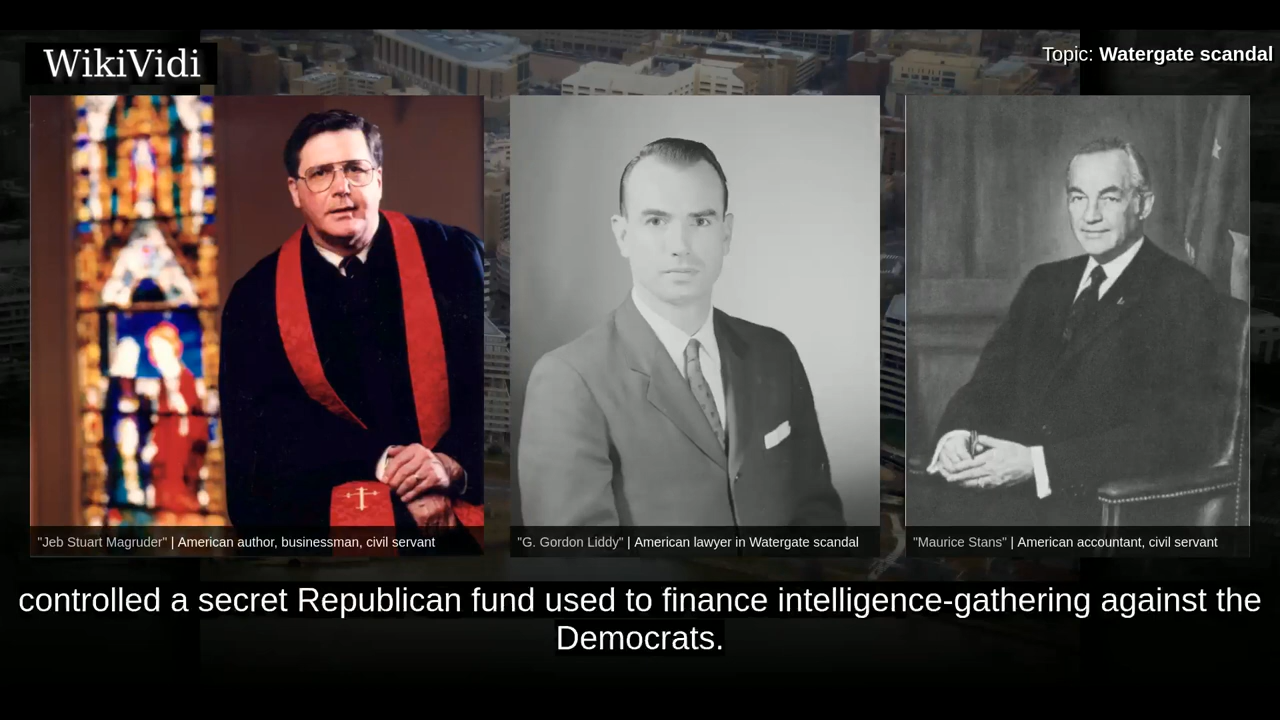 WikiVidi
Topic: Watergate scandal
"Jeb Stuart Magruder" | American author, businessman, civil servant
"G. Gordon Liddy" | American lawyer in Watergate scandal
"Maurice Stans" | American accountant, civil servant
controlled a secret Republican fund used to finance intelligence-gathering against the
Democrats.